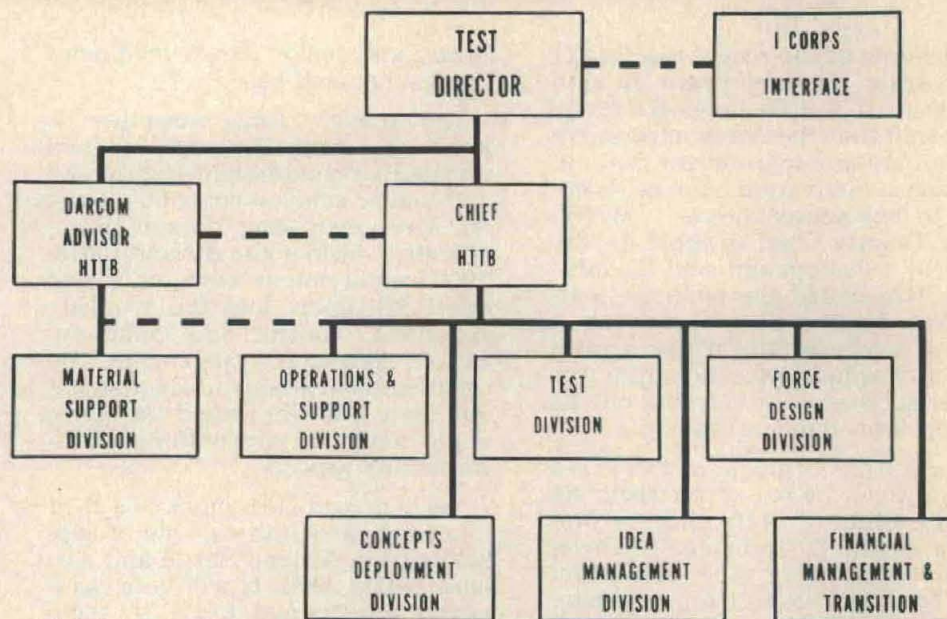 TEST
DIRECTOR
I CORPS
INTERFACE
DARCOM
ADVISOR
HTTB
CHIEF
HTTB
MATERIAL
SUPPORT
DIVISION
OPERATIONS &
SUPPORT
DIVISION
TEST
DIVISION
FORCE
DESIGN
DIVISION
CONCEPTS
DEPLOYMENT
DIVISION
IDEA
MANAGEMENT
DIVISION
FINANCIAL
MANAGEMENT &
TRANSITION